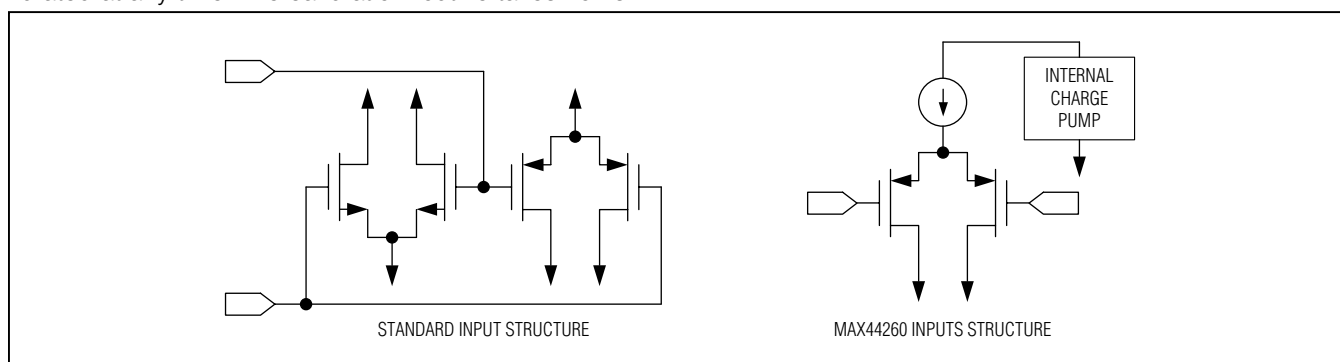 INTERNAL
CHARGE
PUMP
STANDARD INPUT STRUCTURE
MAX44260 INPUTS STRUCTURE